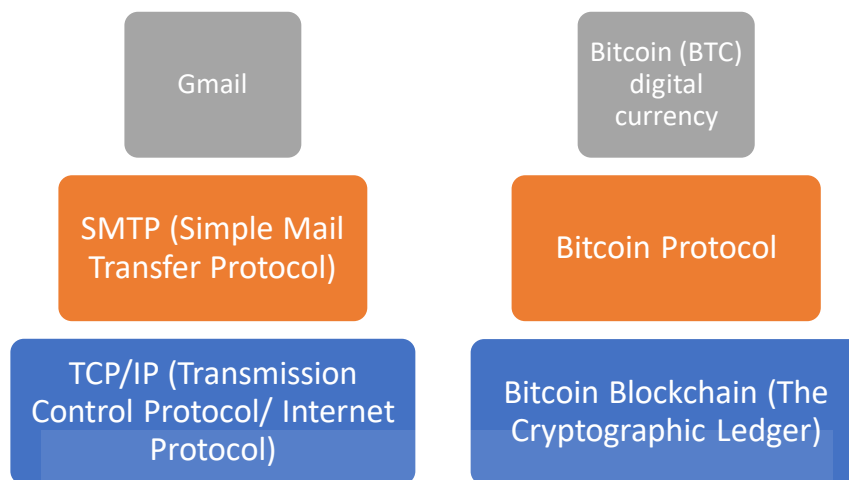 Gmail
Bitcoin (BTC)
digital
currency
SMTP (Simple Mail
Transfer Protocol)
Bitcoin Protocol
TCP/IP (Transmission
Control Protocol/ Internet
Protocol)
Bitcoin Blockchain (The
Cryptographic Ledger)